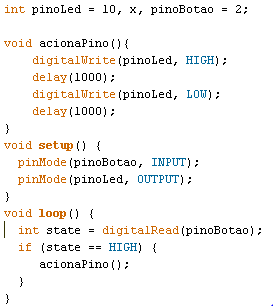 int pinoLed = 10, x, pinoBotao = 2;

void acionaPino(){
    digitalWrite(pinoLed, HIGH);
    delay(1000);
    digitalWrite(pinoLed, LOW);
    delay(1000);
}
void setup() {
  pinMode(pinoBotao, INPUT);
  pinMode(pinoLed, OUTPUT);
}
void loop() {
  int state = digitalRead(pinoBotao);
  if (state == HIGH) {
     acionaPino();
  }
}